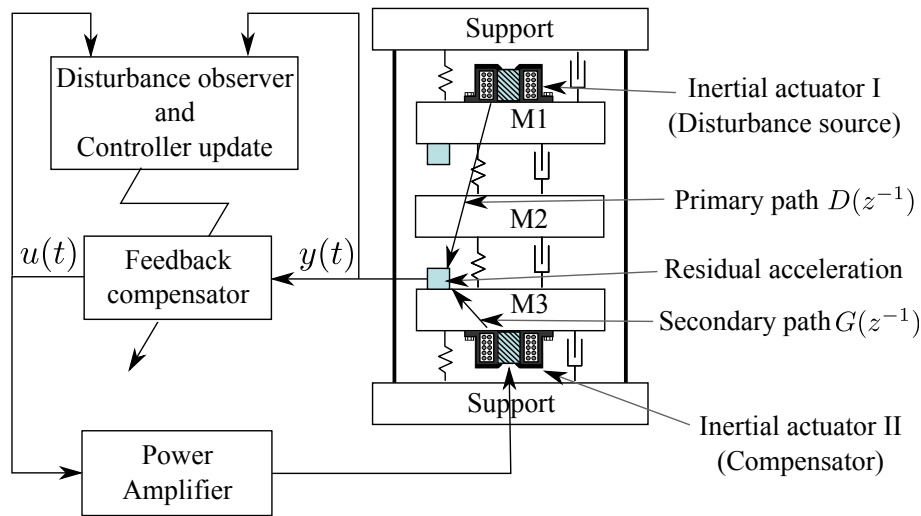 Support
Disturbance observer
and
Controller update
Inertial actuator I
(Disturbance source)
M1
Primary path D(z⁻¹)
M2
u(t)
Feedback
compensator
y(t)
Residual acceleration
M3
Secondary path G(z⁻¹)
Support
Inertial actuator II
(Compensator)
Power
Amplifier